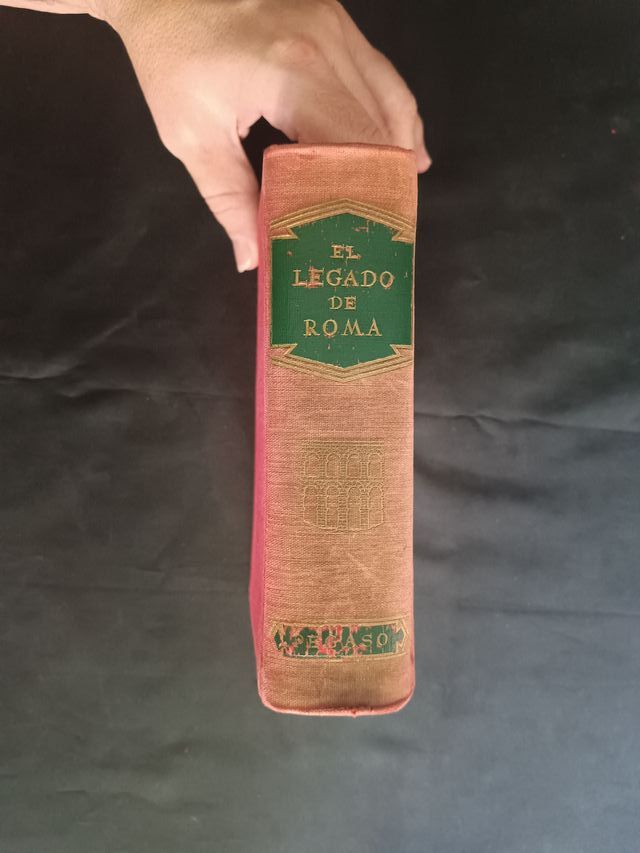 EL
LEGADO
DE
ROMA
PEGASO